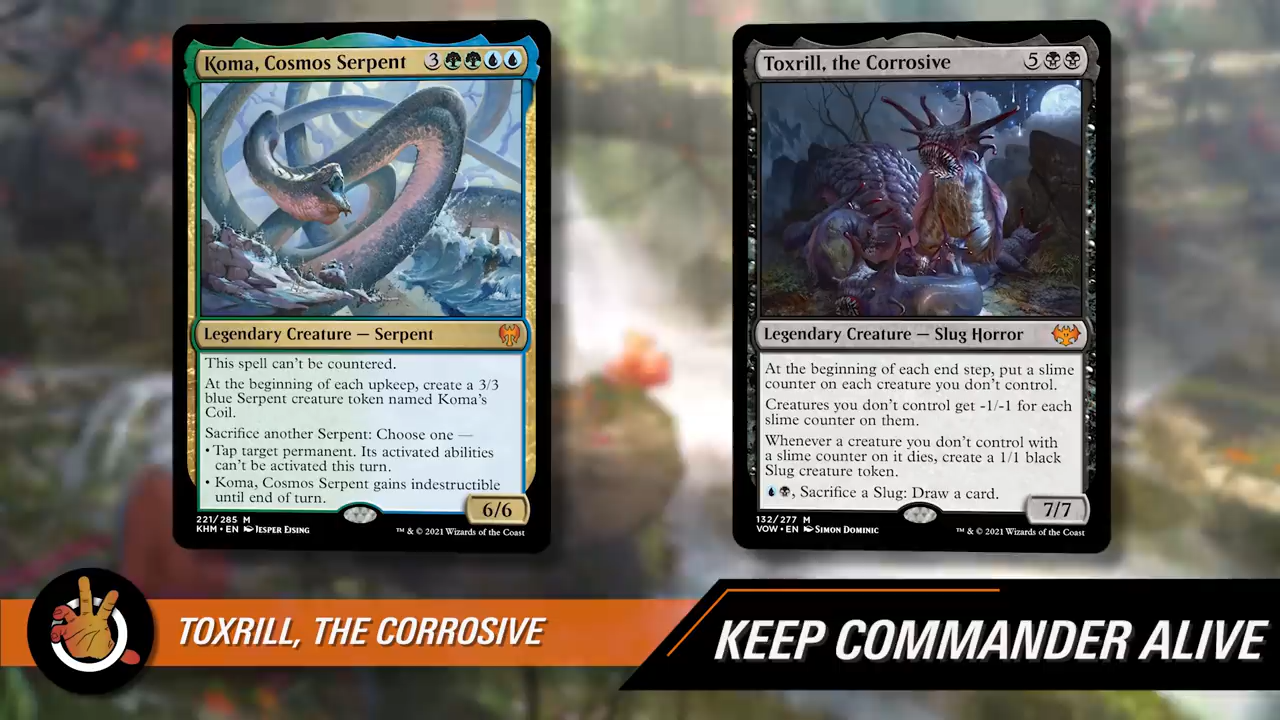 Koma, Cosmos Serpent 3
Legendary Creature — Serpent
This spell can't be countered.
At the beginning of each upkeep, create a 3/3
blue Serpent creature token named Koma's
Coil.
Sacrifice another Serpent: Choose one —
• Tap target permanent. Its activated abilities
can't be activated this turn.
• Koma, Cosmos Serpent gains indestructible
until end of turn.
6/6
221/285 M
KHM • EN Jesper Eising
™ & © 2021 Wizards of the Coast
Toxrill, the Corrosive 5
Legendary Creature — Slug Horror
At the beginning of each end step, put a slime
counter on each creature you don't control.
Creatures you don't control get -1/-1 for each
slime counter on them.
Whenever a creature you don't control with
a slime counter on it dies, create a 1/1 black
Slug creature token.
, Sacrifice a Slug: Draw a card.
7/7
132/277 M
VOW • EN Simon Dominic
™ & © 2021 Wizards of the Coast
TOXRILL, THE CORROSIVE
KEEP COMMANDER ALIVE